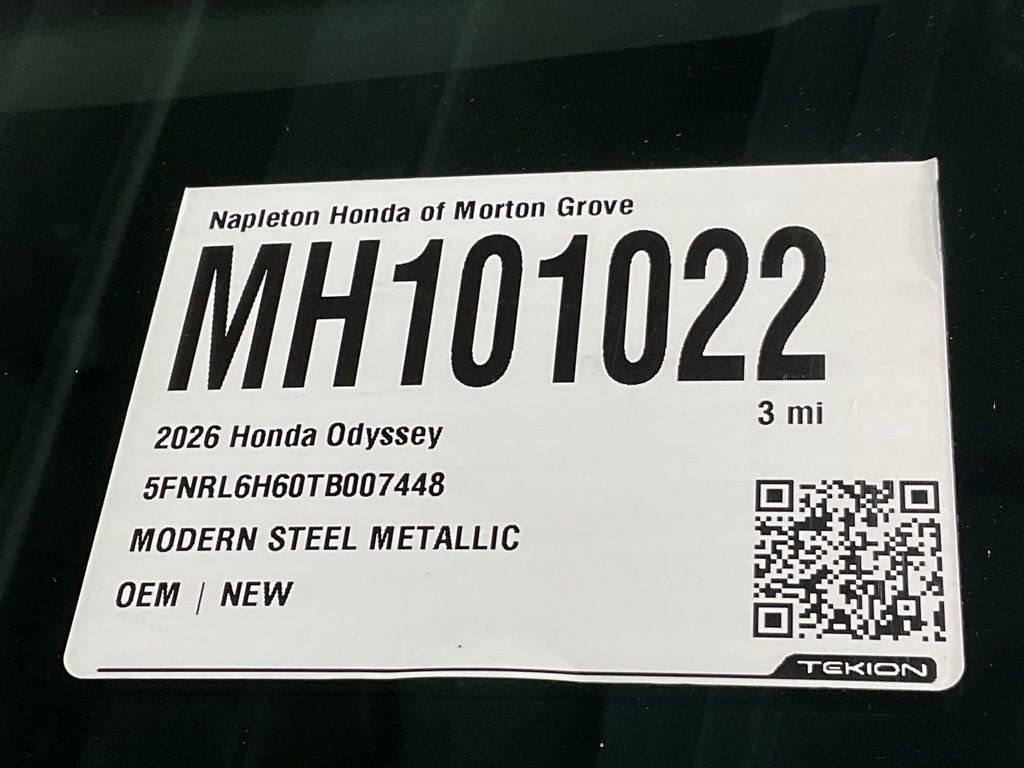 Napleton Honda of Morton Grove
MH101022
3 mi
2026 Honda Odyssey
5FNRL6H60TB007448
MODERN STEEL METALLIC
OEM | NEW
TEKION